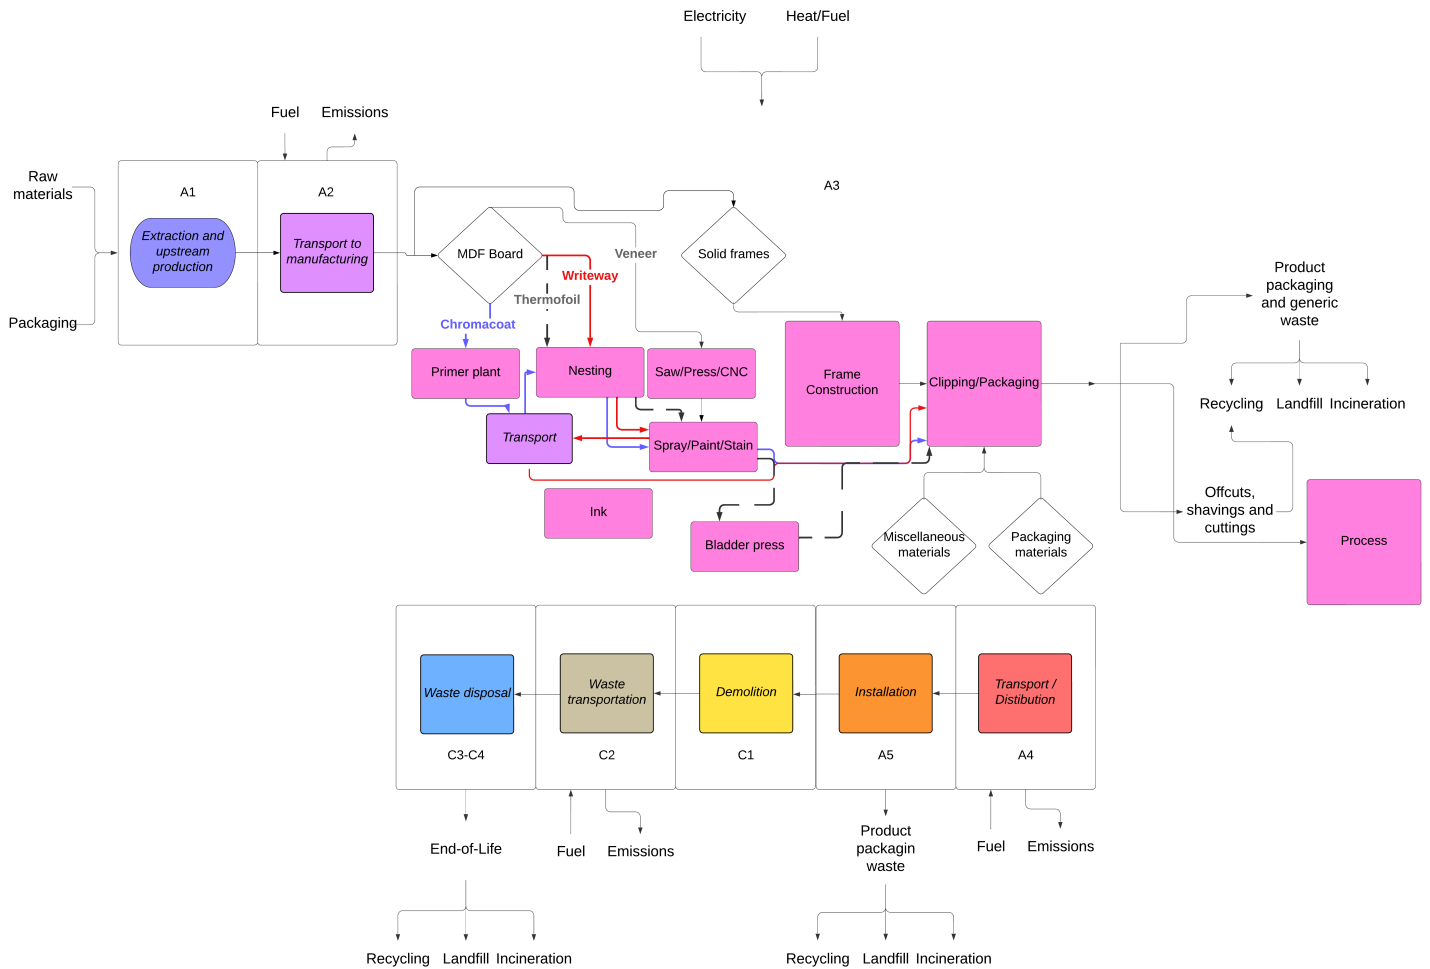 Electricity
Heat/Fuel
Fuel
Emissions
Raw
materials
Packaging
A1
Extraction and
upstream
production
A2
Transport to
manufacturing
A3
MDF Board
Solid frames
Veneer
Writeway
Thermofoil
Chromacoat
Primer plant
Nesting
Saw/Press/CNC
Frame
Construction
Clipping/Packaging
Transport
Spray/Paint/Stain
Ink
Bladder press
Miscellaneous
materials
Packaging
materials
Product
packaging
and generic
waste
Recycling
Landfill
Incineration
Offcuts,
shavings and
cuttings
Process
Waste disposal
C3-C4
Waste
transportation
C2
Demolition
C1
Installation
A5
Transport /
Distibution
A4
End-of-Life
Fuel
Emissions
Product
packagin
waste
Fuel
Emissions
Recycling
Landfill
Incineration
Recycling
Landfill
Incineration